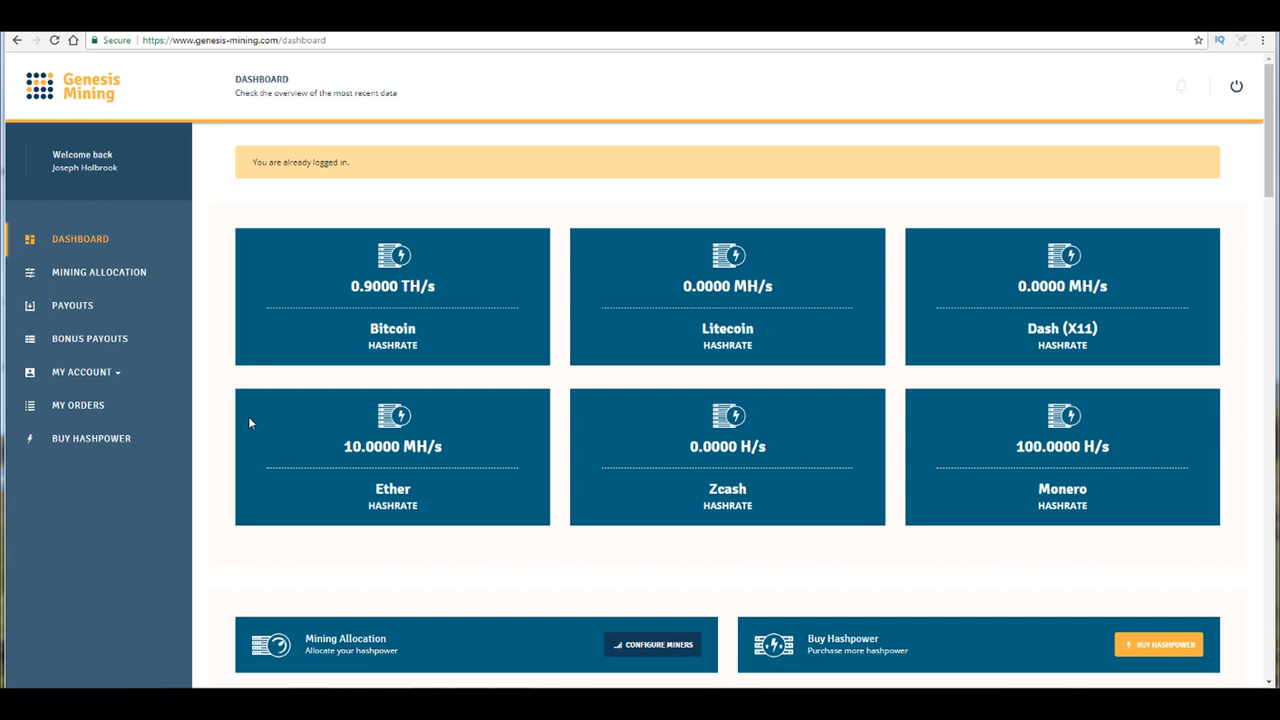 Secure https://www.genesis-mining.com/dashboard
IQ
Genesis
Mining
DASHBOARD
Check the overview of the most recent data
Welcome back
Joseph Holbrook
You are already logged in.
DASHBOARD
MINING ALLOCATION
PAYOUTS
BONUS PAYOUTS
MY ACCOUNT
MY ORDERS
BUY HASHPOWER
0.9000 TH/s
Bitcoin
HASHRATE
0.0000 MH/s
Litecoin
HASHRATE
0.0000 MH/s
Dash (X11)
HASHRATE
10.0000 MH/s
Ether
HASHRATE
0.0000 H/s
Zcash
HASHRATE
100.0000 H/s
Monero
HASHRATE
Mining Allocation
Allocate your hashpower
CONFIGURE MINERS
Buy Hashpower
Purchase more hashpower
BUY HASHPOWER